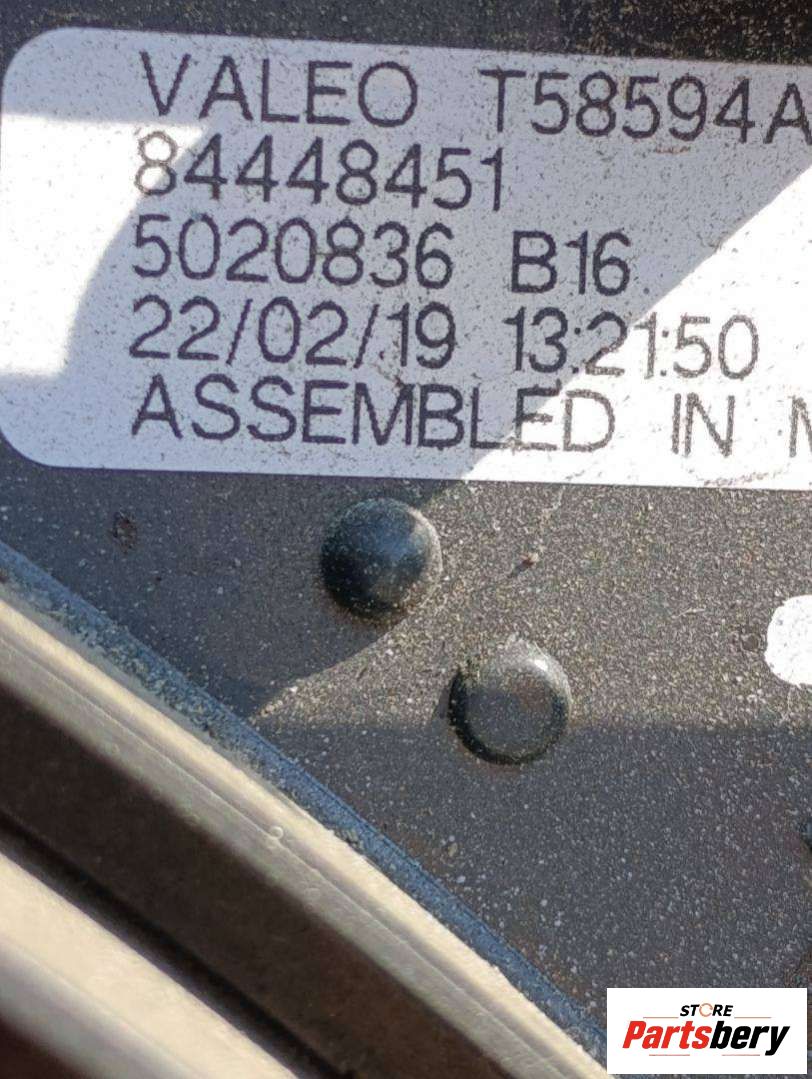 VALEO T58594A
84448451
5020836 B16
22/02/19 13:21:50
ASSEMBLED IN
STORE
Partsbery